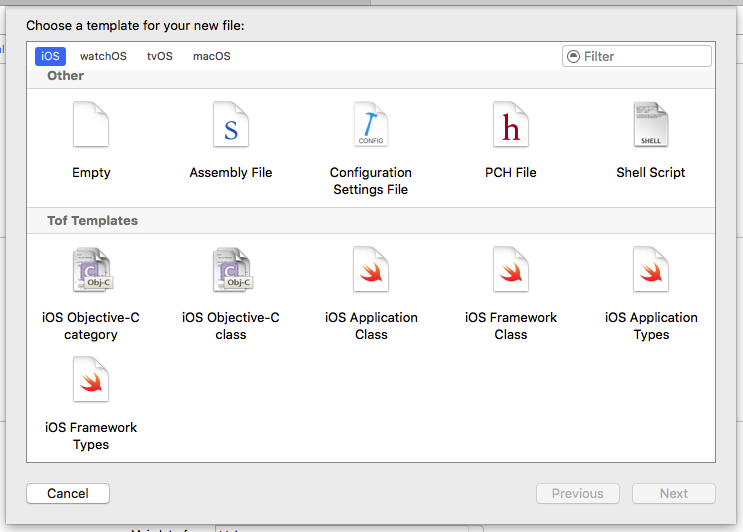 Choose a template for your new file:
iOS watchOS tvOS macOS Filter
Other
CONFIG
SHELL
S
h
Empty
Assembly File
Configuration
Settings File
PCH File
Shell Script
Tof Templates
C
Obj-C
C
Obj-C
iOS Objective-C
category
iOS Objective-C
class
iOS Application
Class
iOS Framework
Class
iOS Application
Types
iOS Framework
Types
Cancel
Previous
Next